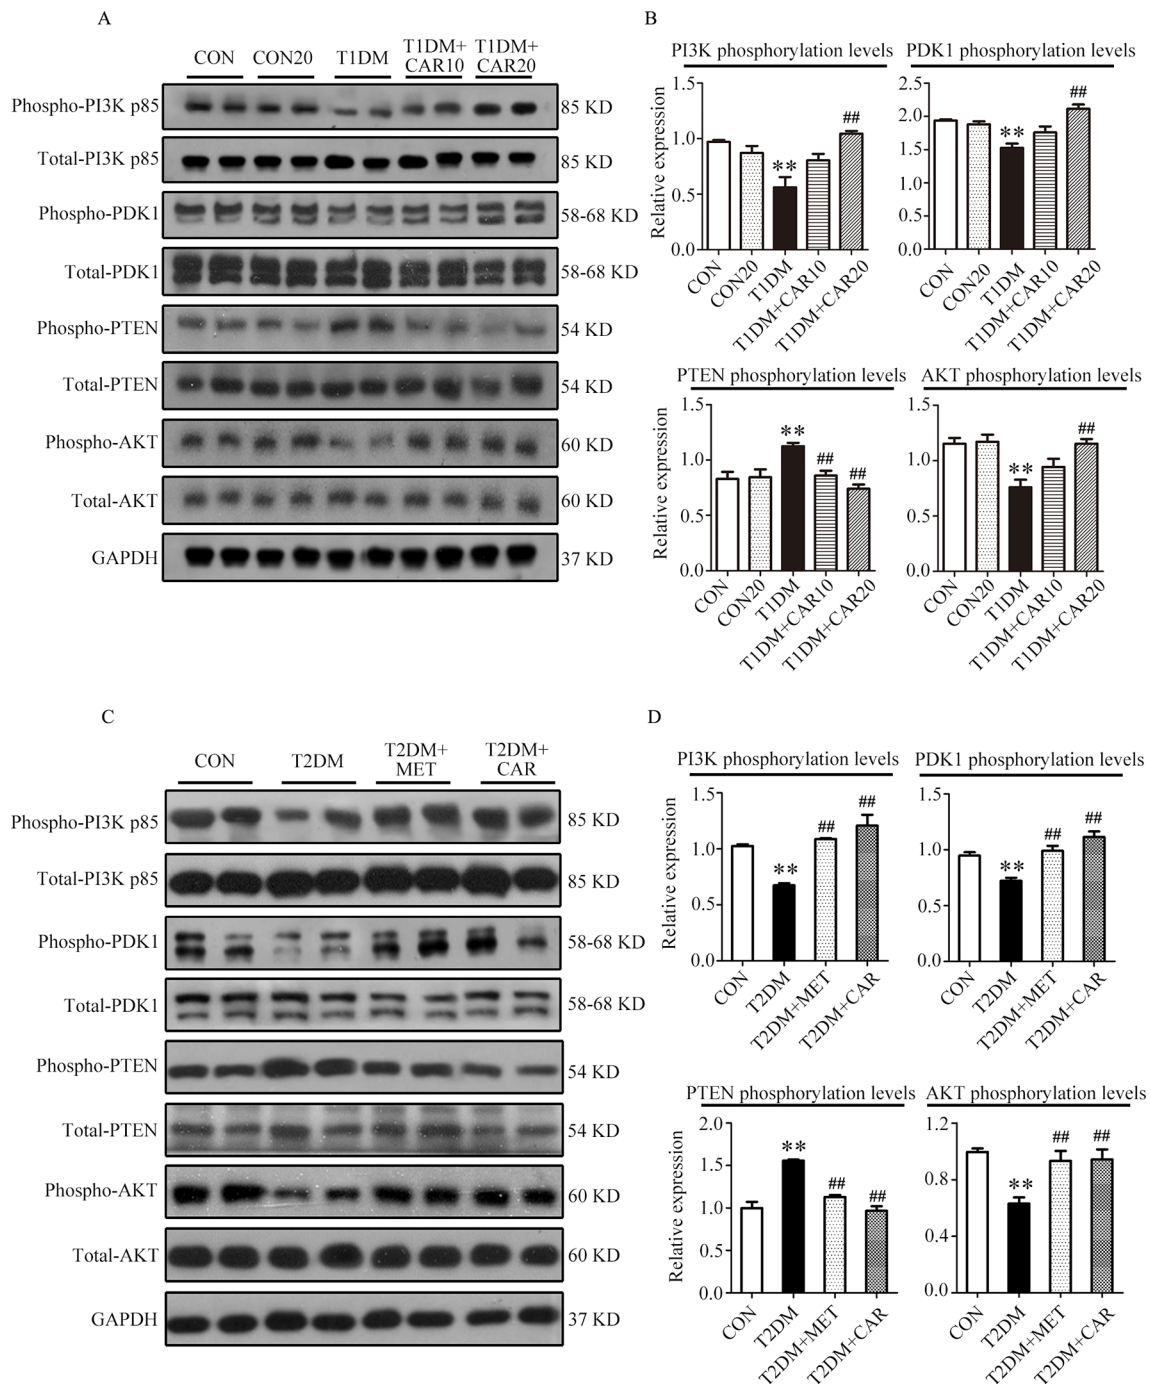 A
CON CON20 T1DM T1DM+ CAR10 T1DM+ CAR20
Phospho-PI3K p85 85 KD
Total-PI3K p85 85 KD
Phospho-PDK1 58-68 KD
Total-PDK1 58-68 KD
Phospho-PTEN 54 KD
Total-PTEN 54 KD
Phospho-AKT 60 KD
Total-AKT 60 KD
GAPDH 37 KD
B
PI3K phosphorylation levels
Relative expression
1.5
1.0
0.5
0.0
**
##
CON CON20 T1DM T1DM+CAR10 T1DM+CAR20
PDK1 phosphorylation levels
2.5
2.0
1.5
1.0
0.5
0.0
**
##
CON CON20 T1DM T1DM+CAR10 T1DM+CAR20
PTEN phosphorylation levels
Relative expression
1.5
1.0
0.5
0.0
**
##
##
CON CON20 T1DM T1DM+CAR10 T1DM+CAR20
AKT phosphorylation levels
1.5
1.0
0.5
0.0
**
##
CON CON20 T1DM T1DM+CAR10 T1DM+CAR20
C
CON T2DM T2DM+ MET T2DM+ CAR
Phospho-PI3K p85 85 KD
Total-PI3K p85 85 KD
Phospho-PDK1 58-68 KD
Total-PDK1 58-68 KD
Phospho-PTEN 54 KD
Total-PTEN 54 KD
Phospho-AKT 60 KD
Total-AKT 60 KD
GAPDH 37 KD
D
PI3K phosphorylation levels
Relative expression
1.5
1.0
0.5
0.0
**
##
##
CON T2DM T2DM+MET T2DM+CAR
PDK1 phosphorylation levels
1.5
1.0
0.5
0.0
**
##
##
CON T2DM T2DM+MET T2DM+CAR
PTEN phosphorylation levels
Relative expression
2.0
1.5
1.0
0.5
0.0
**
##
##
CON T2DM T2DM+MET T2DM+CAR
AKT phosphorylation levels
1.2
0.8
0.4
0.0
**
##
##
CON T2DM T2DM+MET T2DM+CAR